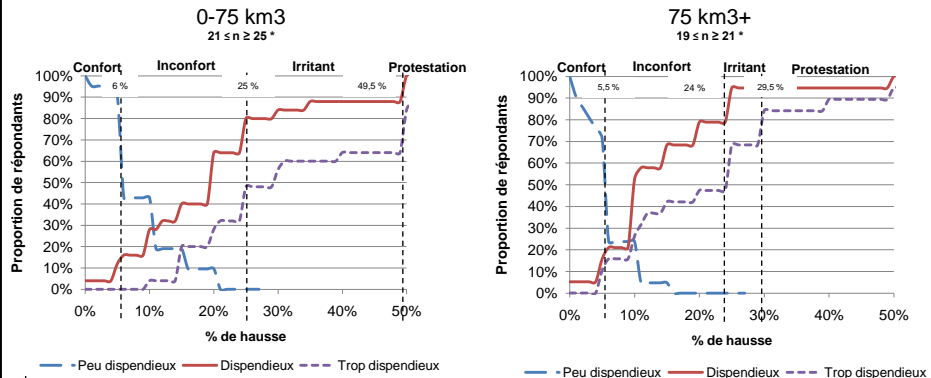 0-75 km3
21 ≤ n ≥ 25 *
Confort Inconfort Irritant Protestation
6 % 25 % 49,5 %
100%
90%
80%
70%
60%
50%
40%
30%
20%
10%
0%
Proportion de répondants
0% 10% 20% 30% 40% 50%
% de hausse
Peu dispendieux Dispendieux Trop dispendieux
75 km3+
19 ≤ n ≥ 21 *
Confort Inconfort Irritant Protestation
5,5 % 24 % 29,5 %
100%
90%
80%
70%
60%
50%
40%
30%
20%
10%
0%
Proportion de répondants
0% 10% 20% 30% 40% 50%
% de hausse
Peu dispendieux Dispendieux Trop dispendieux